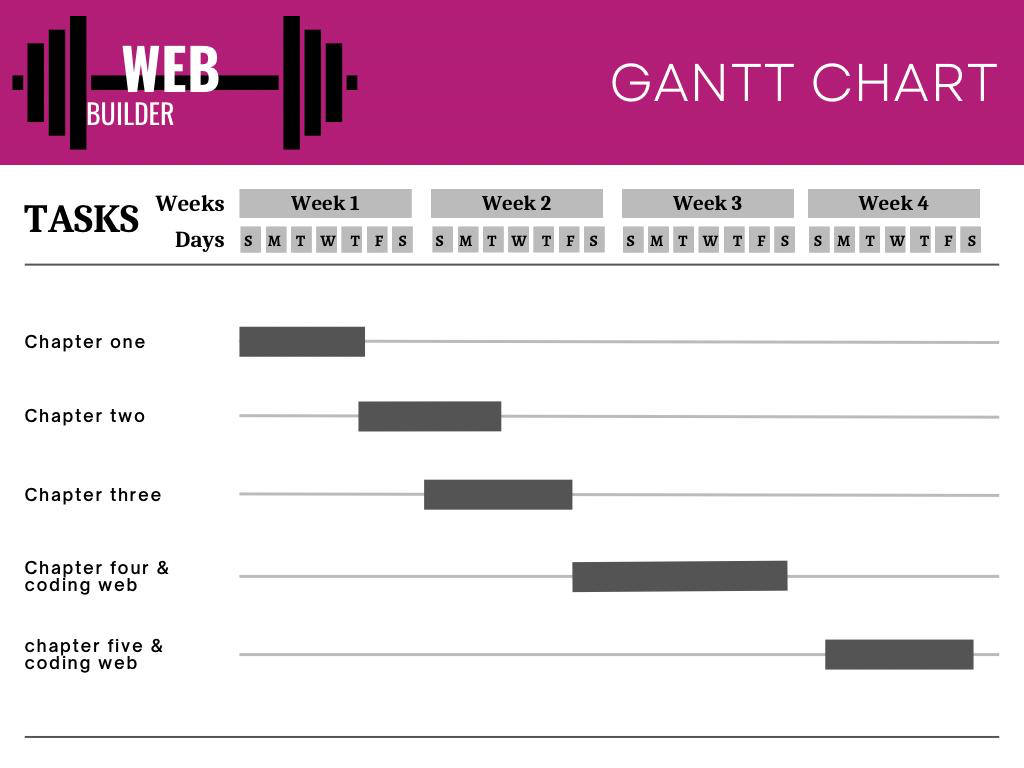 WEB
BUILDER
GANTT CHART
TASKS
Weeks Week 1 Week 2 Week 3 Week 4
Days S M T W T F S S M T W T F S S M T W T F S S M T W T F S
Chapter one
Chapter two
Chapter three
Chapter four &
coding web
chapter five &
coding web